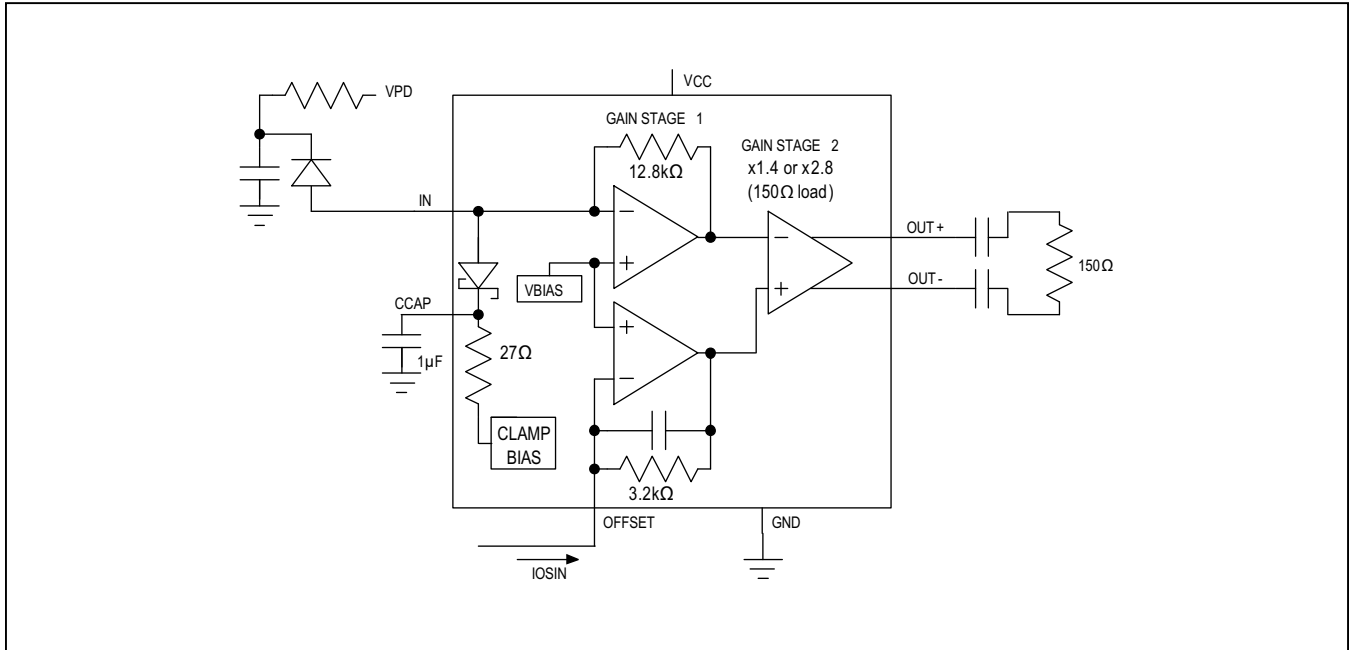 VCC
VPD
GAIN STAGE 1
12.8kΩ
GAIN STAGE 2
x1.4 or x2.8
(150Ω load)
IN
OUT+
OUT-
150Ω
VBIAS
CCAP
1µF
27Ω
CLAMP
BIAS
3.2kΩ
OFFSET
GND
IOSIN